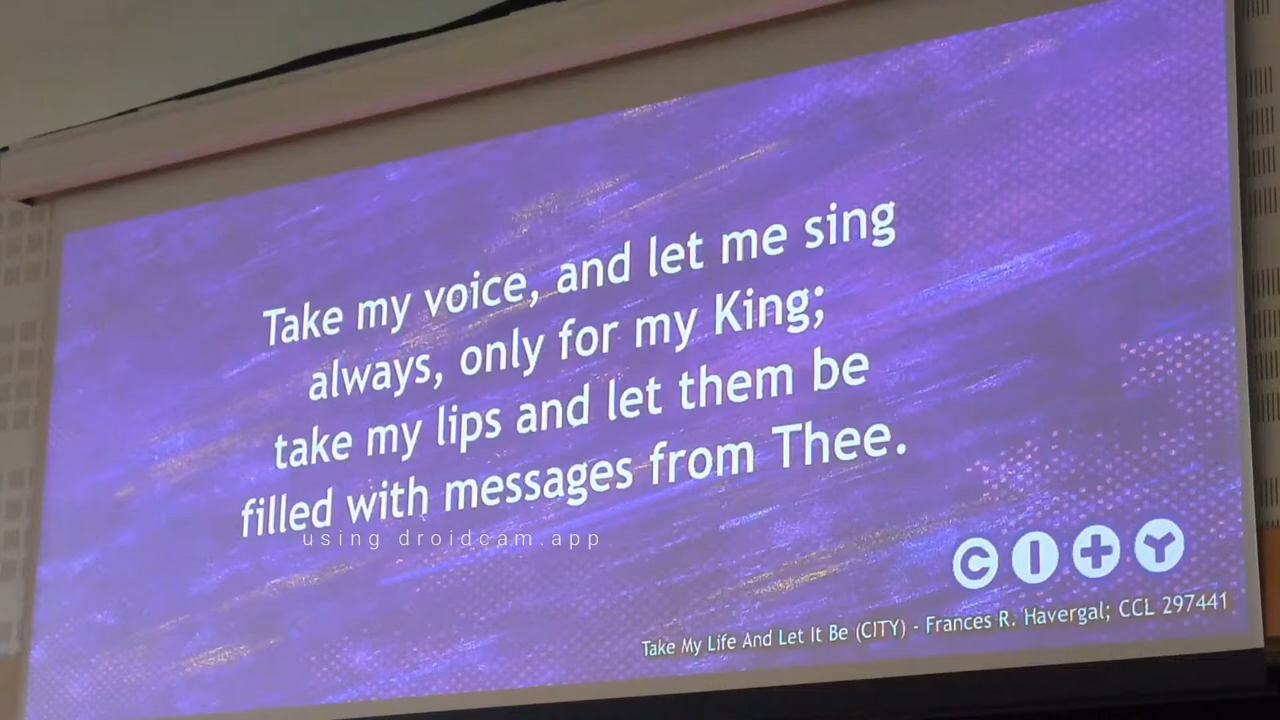 Take my voice, and let me sing
always, only for my King;
take my lips and let them be
filled with messages from Thee.
using droidcam.app
CITY
Take My Life And Let It Be (CITY) - Frances R. Havergal; CCL 297441